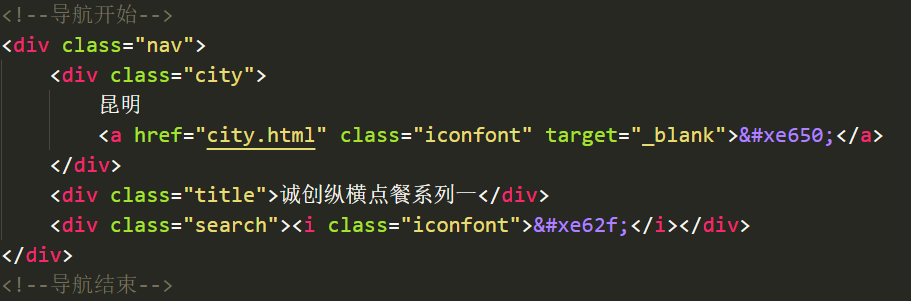 <!--导航开始-->
<div class="nav">
    <div class="city">
        昆明
        <a href="city.html" class="iconfont" target="_blank">&#xe650;</a>
    </div>
    <div class="title">诚创纵横点餐系列一</div>
    <div class="search"><i class="iconfont">&#xe62f;</i></div>
</div>
<!--导航结束-->